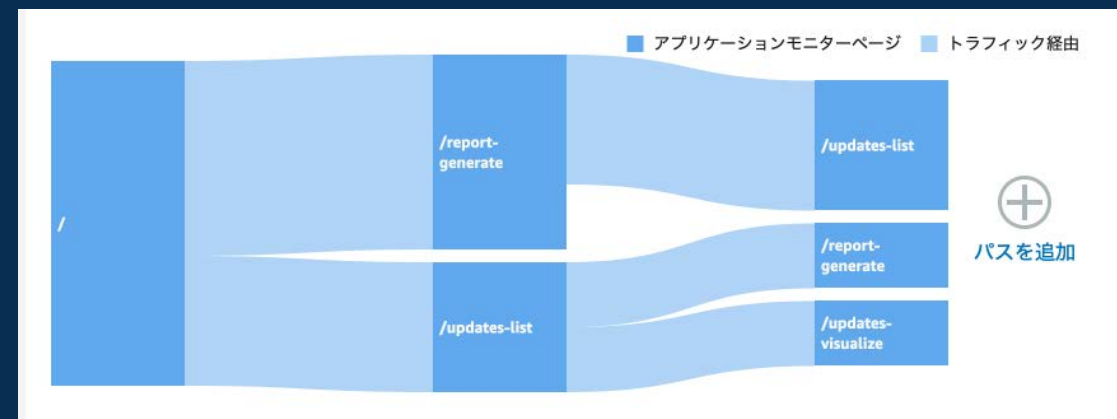 アプリケーションモニターページ
トラフィック経由
/
/report-
generate
/updates-list
/updates-list
/report-
generate
/updates-
visualize
パスを追加